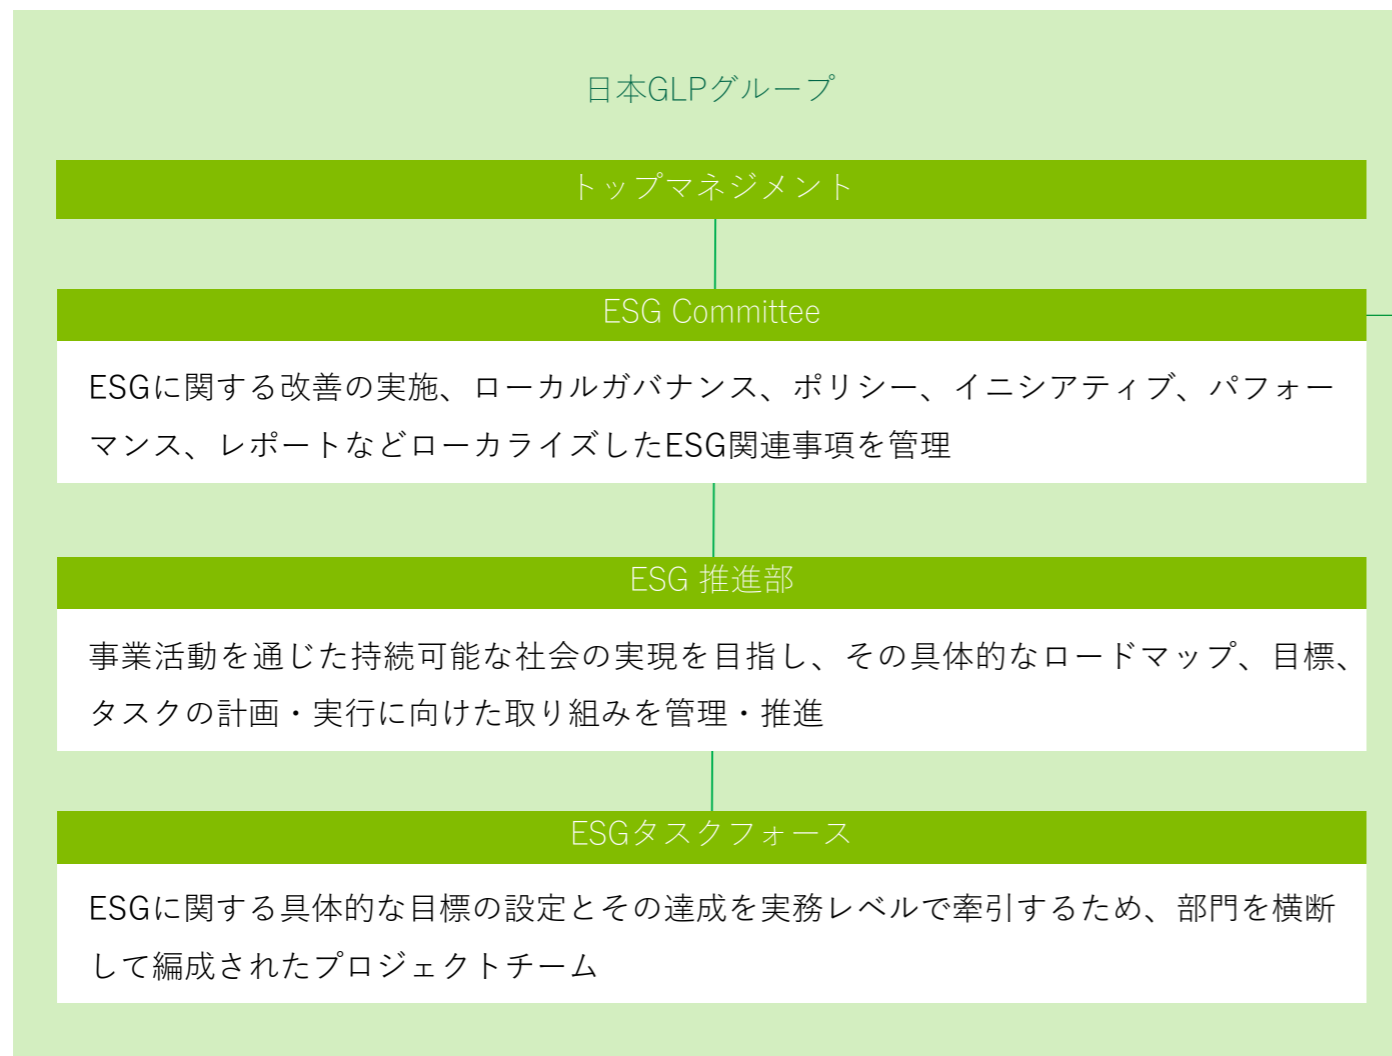 日本GLPグループ
トップマネジメント
ESG Committee
ESGに関する改善の実施、ローカルガバナンス、ポリシー、イニシアティブ、パフォー
マンス、レポートなどローカライズしたESG関連事項を管理
ESG 推進部
事業活動を通じた持続可能な社会の実現を目指し、その具体的なロードマップ、目標、
タスクの計画・実行に向けた取り組みを管理・推進
ESGタスクフォース
ESGに関する具体的な目標の設定とその達成を実務レベルで牽引するため、部門を横断
して編成されたプロジェクトチーム